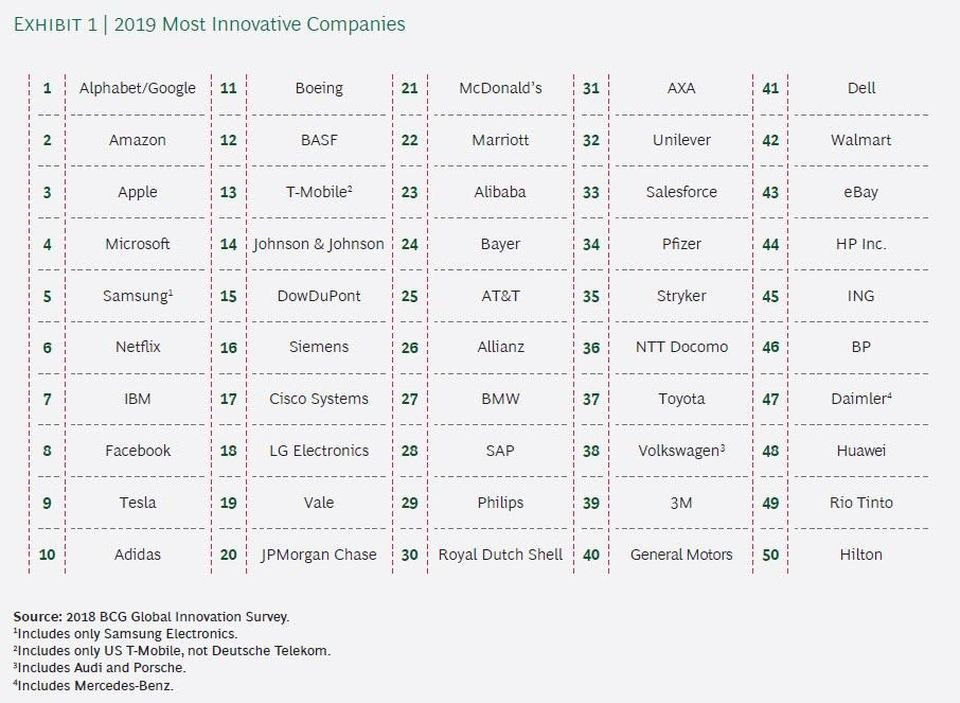 EXHIBIT 1 | 2019 Most Innovative Companies
1 Alphabet/Google 11 Boeing 21 McDonald's 31 AXA 41 Dell
2 Amazon 12 BASF 22 Marriott 32 Unilever 42 Walmart
3 Apple 13 T-Mobile² 23 Alibaba 33 Salesforce 43 eBay
4 Microsoft 14 Johnson & Johnson 24 Bayer 34 Pfizer 44 HP Inc.
5 Samsung¹ 15 DowDuPont 25 AT&T 35 Stryker 45 ING
6 Netflix 16 Siemens 26 Allianz 36 NTT Docomo 46 BP
7 IBM 17 Cisco Systems 27 BMW 37 Toyota 47 Daimler⁴
8 Facebook 18 LG Electronics 28 SAP 38 Volkswagen³ 48 Huawei
9 Tesla 19 Vale 29 Philips 39 3M 49 Rio Tinto
10 Adidas 20 JPMorgan Chase 30 Royal Dutch Shell 40 General Motors 50 Hilton
Source: 2018 BCG Global Innovation Survey.
¹Includes only Samsung Electronics.
²Includes only US T-Mobile, not Deutsche Telekom.
³Includes Audi and Porsche.
⁴Includes Mercedes-Benz.